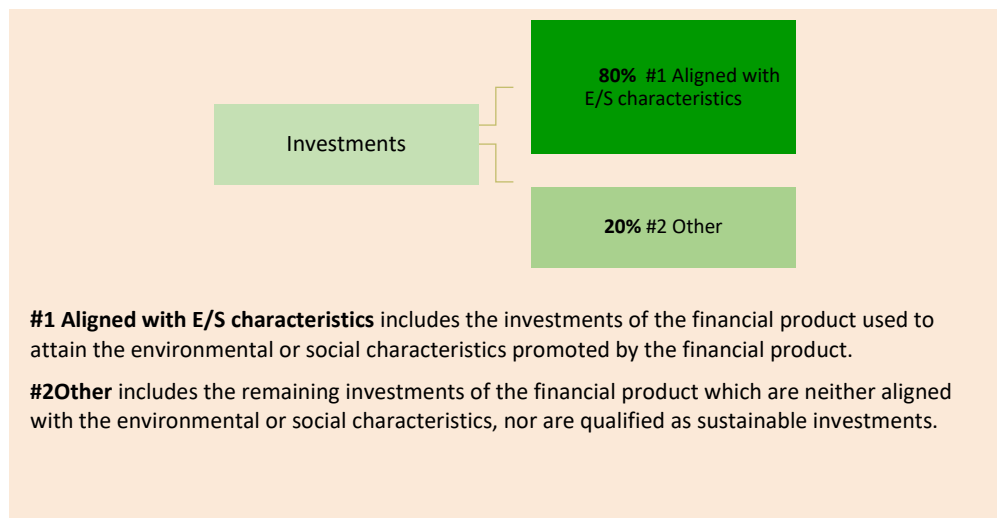 80% #1 Aligned with
E/S characteristics
Investments
20% #2 Other
#1 Aligned with E/S characteristics includes the investments of the financial product used to
attain the environmental or social characteristics promoted by the financial product.
#2Other includes the remaining investments of the financial product which are neither aligned
with the environmental or social characteristics, nor are qualified as sustainable investments.